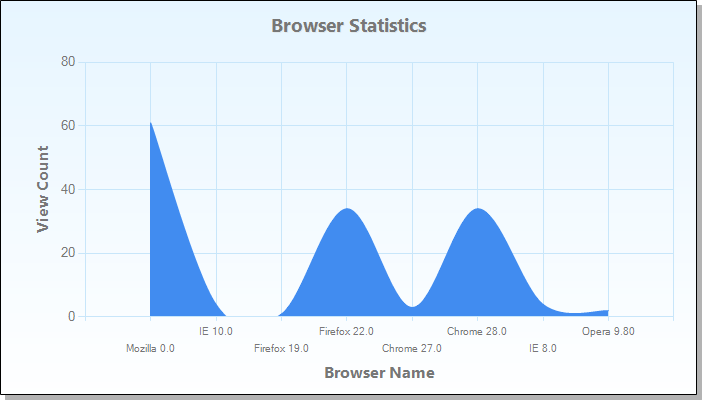 Browser Statistics
80
60
40
20
0
View Count
IE 10.0 Firefox 22.0 Chrome 28.0 Opera 9.80
Mozilla 0.0 Firefox 19.0 Chrome 27.0 IE 8.0
Browser Name